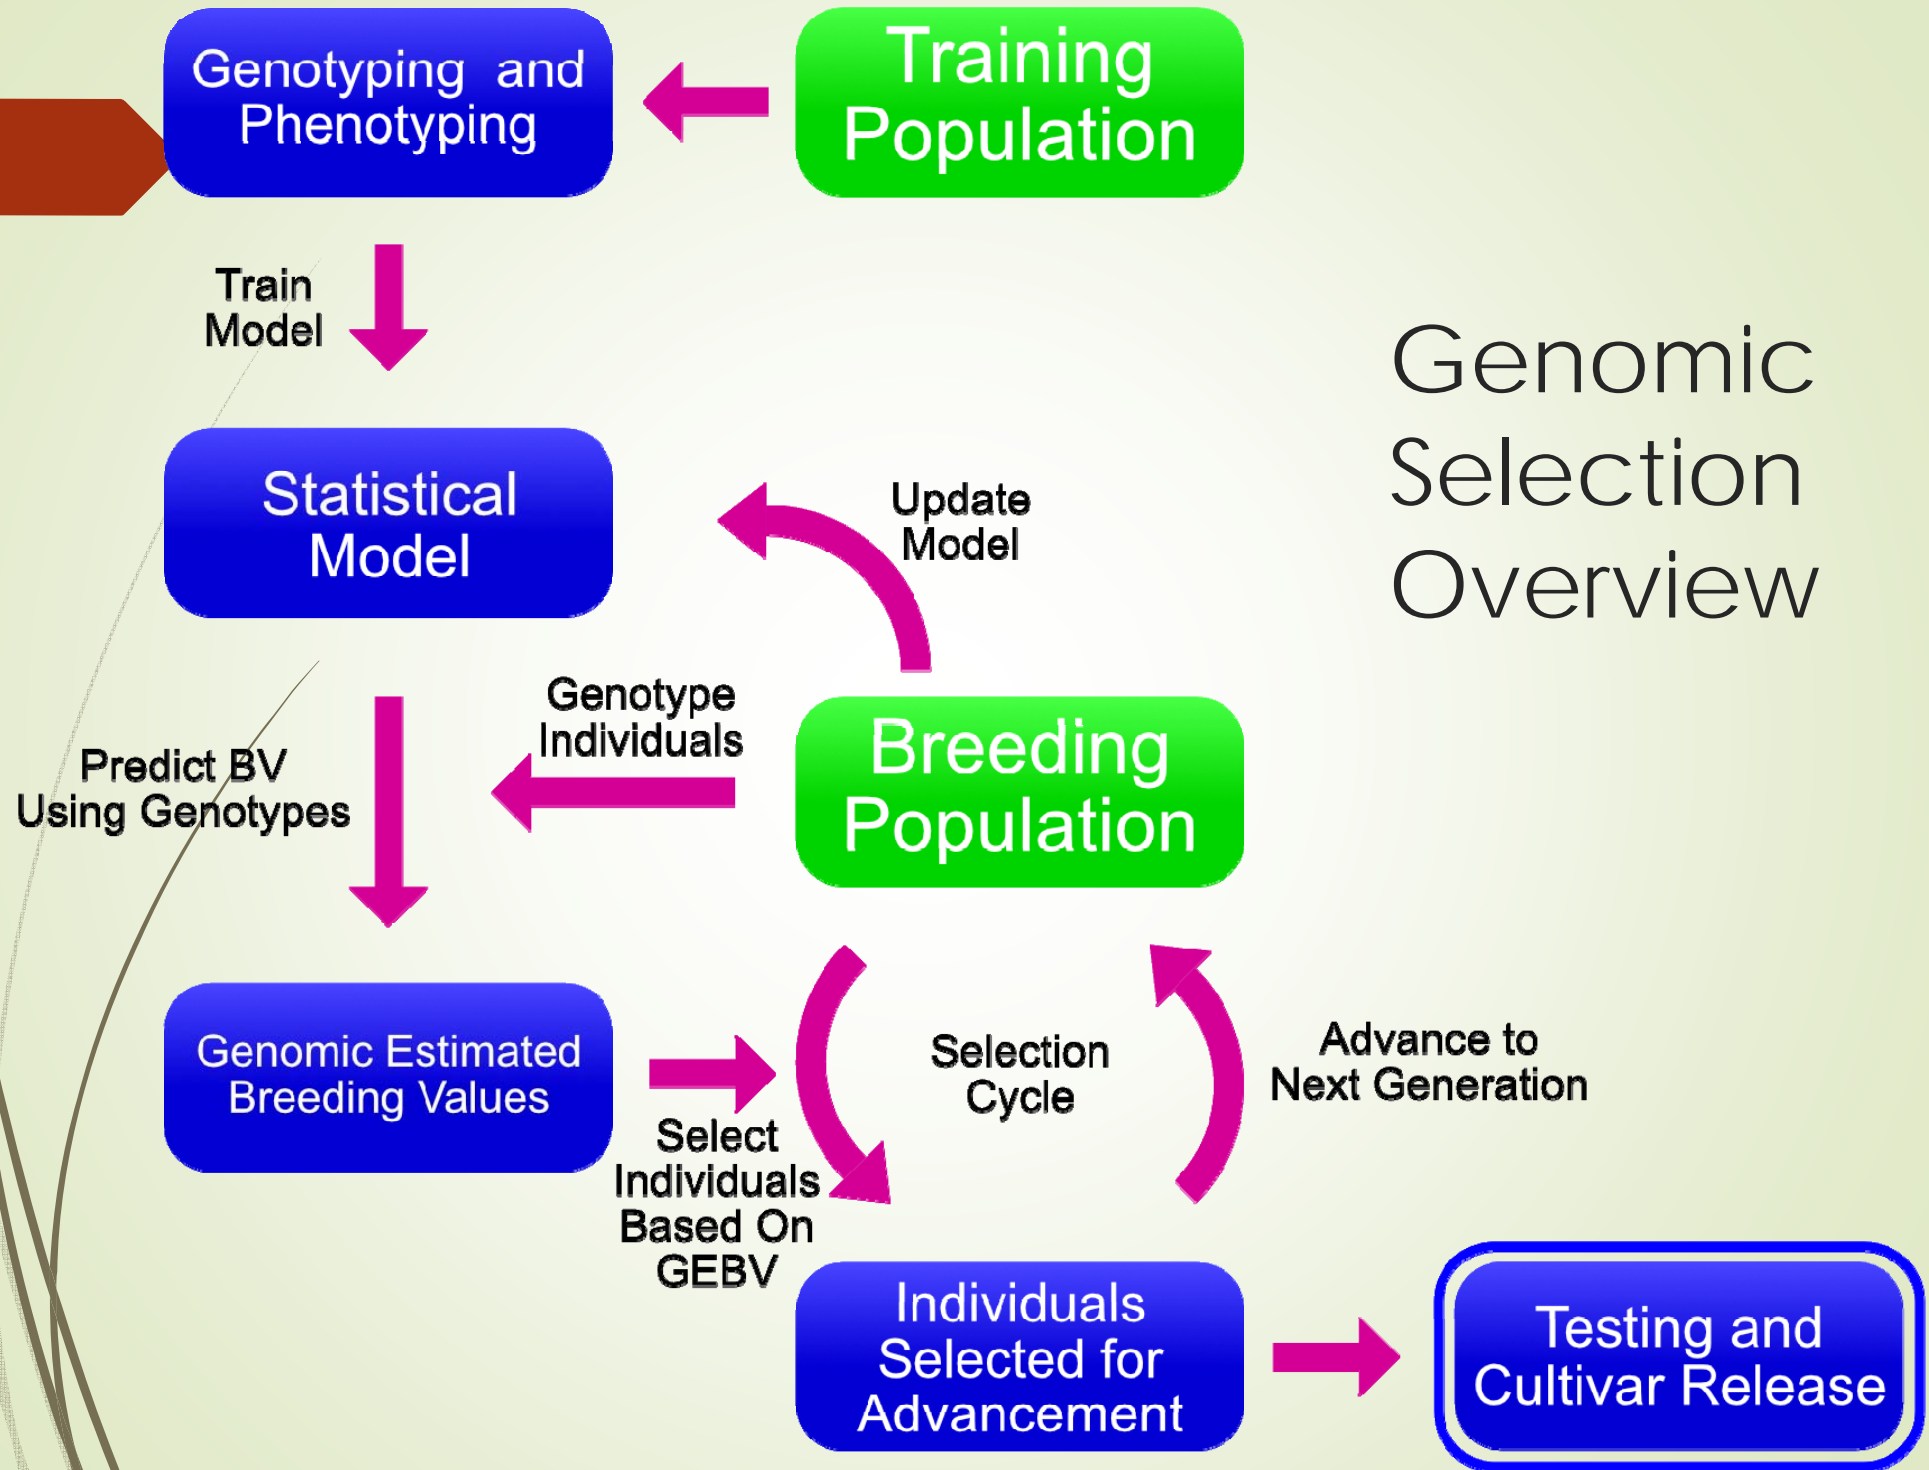 Genotyping and
Phenotyping
Training
Population
Train
Model
Genomic
Selection
Overview
Statistical
Model
Update
Model
Genotype
Individuals
Predict BV
Using Genotypes
Breeding
Population
Genomic Estimated
Breeding Values
Select
Individuals
Based On
GEBV
Selection
Cycle
Advance to
Next Generation
Individuals
Selected for
Advancement
Testing and
Cultivar Release